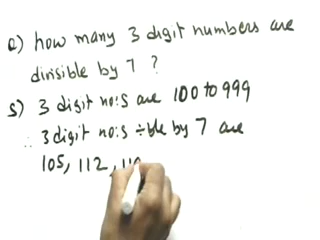 Q) how many 3 digit numbers are
divisible by 7 ?
S) 3 digit no:s are 100 to 999
∴ 3 digit no:s ÷ble by 7 are
105, 112, 11